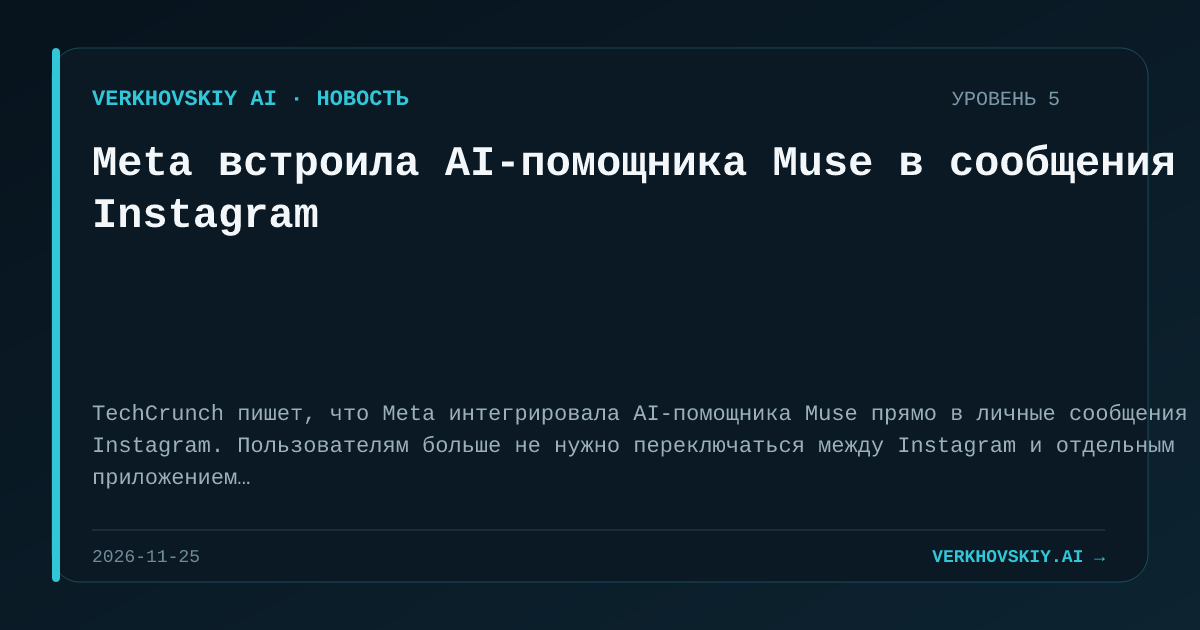 VERKHOVSKIY AI · НОВОСТЬ
УРОВЕНЬ 5
Meta встроила AI-помощника Muse в сообщения
Instagram
TechCrunch пишет, что Meta интегрировала AI-помощника Muse прямо в личные сообщения
Instagram. Пользователям больше не нужно переключаться между Instagram и отдельным
приложением…
2026-11-25
VERKHOVSKIY.AI →